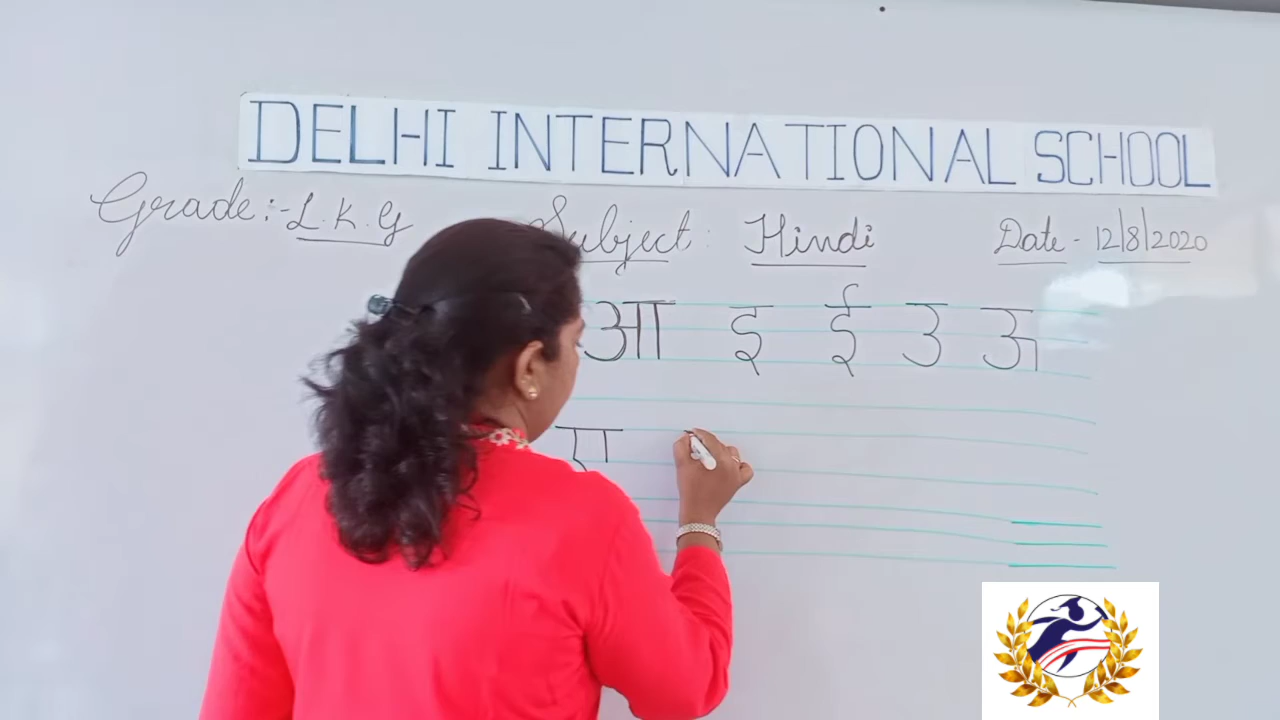 DELHI INTERNATIONAL SCHOOL
Grade:- L.K.G Subject: Hindi Date - 12/8/2020
आ इ ई उ ऊ
ए